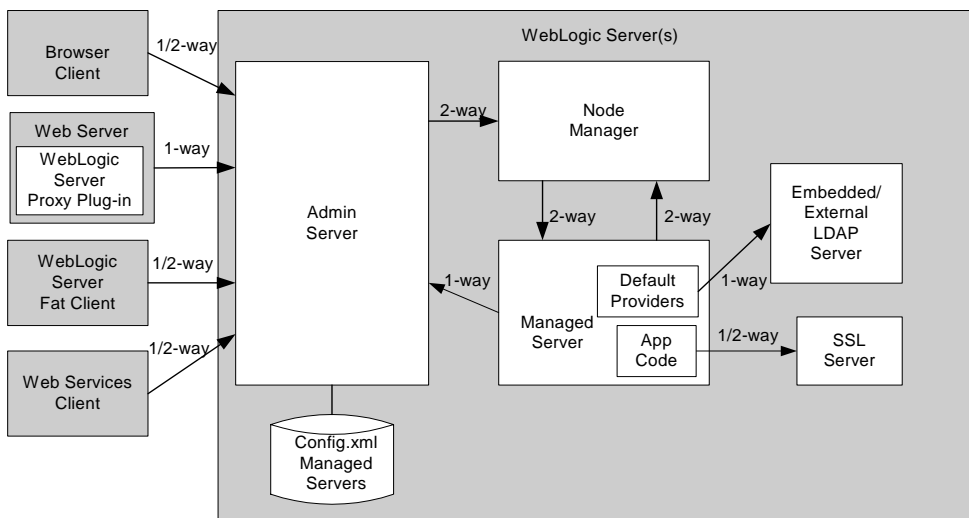 WebLogic Server(s)
Browser
Client
1/2-way
Web Server
WebLogic
Server
Proxy Plug-in
1-way
WebLogic
Server
Fat Client
1/2-way
Web Services
Client
1/2-way
Admin
Server
Config.xml
Managed
Servers
2-way
Node
Manager
2-way
2-way
1-way
Managed
Server
Default
Providers
App
Code
1-way
Embedded/
External
LDAP
Server
1/2-way
SSL
Server